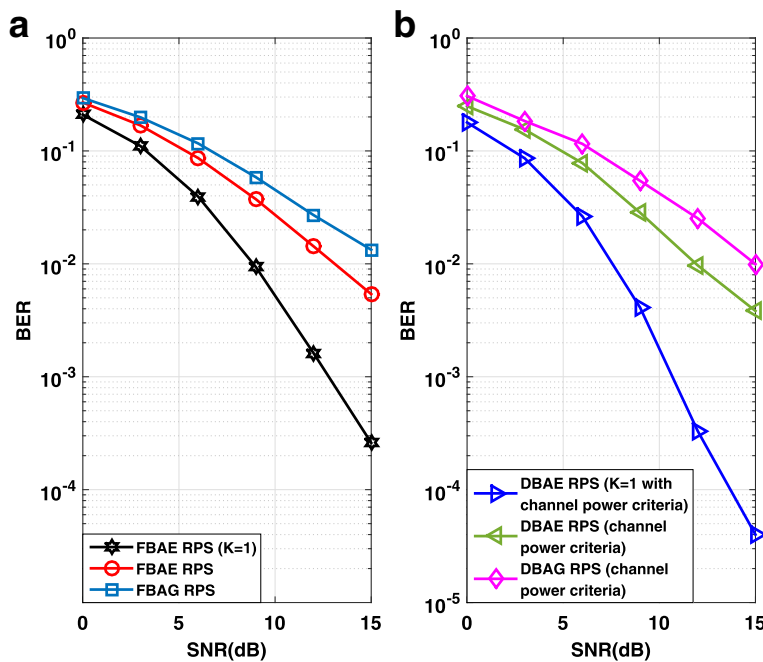 a
10^0
10^-1
10^-2
10^-3
10^-4
BER
0
5
10
15
SNR(dB)
FBAE RPS (K=1)
FBAE RPS
FBAG RPS
b
10^0
10^-1
10^-2
10^-3
10^-4
10^-5
BER
0
5
10
15
SNR(dB)
DBAE RPS (K=1 with
channel power criteria)
DBAE RPS (channel
power criteria)
DBAG RPS (channel
power criteria)